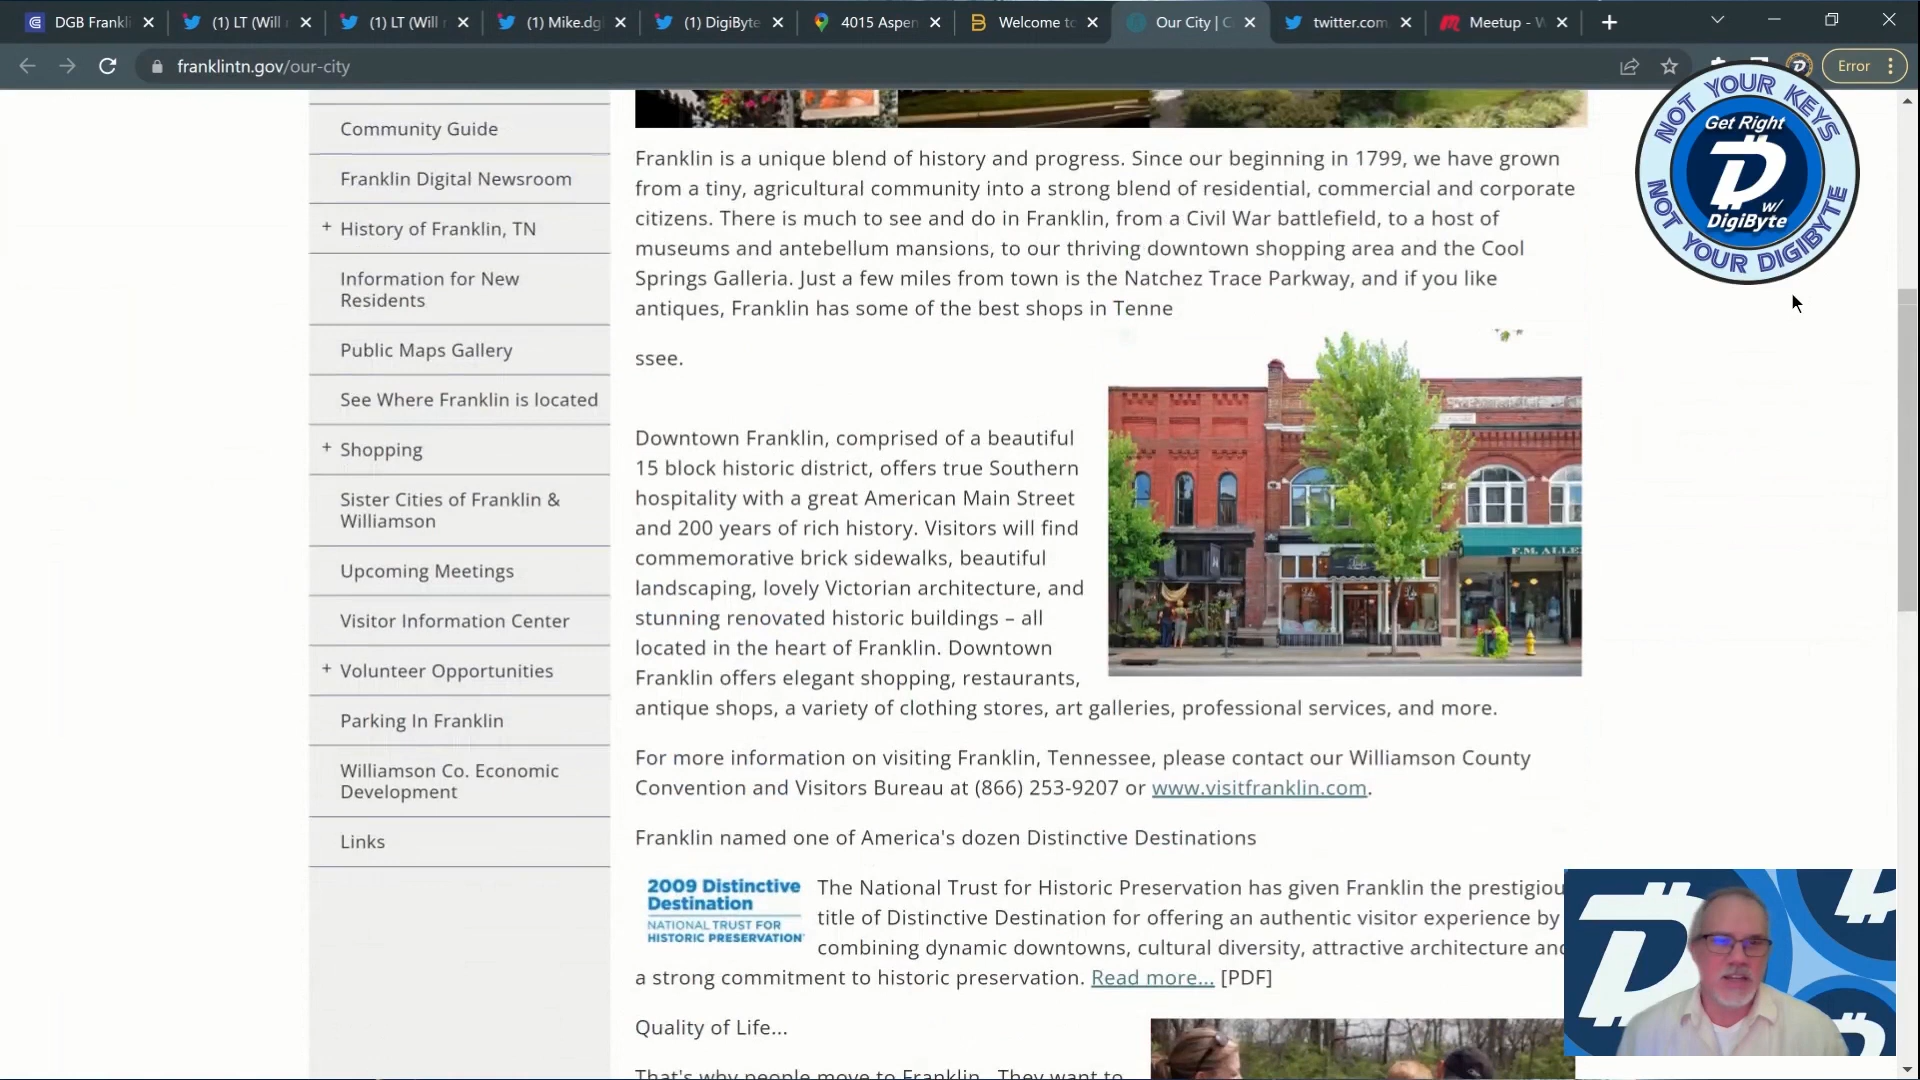 DGB Frankli
(1) LT (Will
(1) LT (Will
(1) Mike.dg
(1) DigiByte
4015 Aspen
Welcome to
Our City | C
twitter.com
Meetup - W
franklintn.gov/our-city
Error
NOT YOUR KEYS
Get Right
w/
DigiByte
NOT YOUR DIGIBYTE
Community Guide
Franklin Digital Newsroom
+ History of Franklin, TN
Information for New
Residents
Public Maps Gallery
See Where Franklin is located
+ Shopping
Sister Cities of Franklin &
Williamson
Upcoming Meetings
Visitor Information Center
+ Volunteer Opportunities
Parking In Franklin
Williamson Co. Economic
Development
Links
Franklin is a unique blend of history and progress. Since our beginning in 1799, we have grown
from a tiny, agricultural community into a strong blend of residential, commercial and corporate
citizens. There is much to see and do in Franklin, from a Civil War battlefield, to a host of
museums and antebellum mansions, to our thriving downtown shopping area and the Cool
Springs Galleria. Just a few miles from town is the Natchez Trace Parkway, and if you like
antiques, Franklin has some of the best shops in Tenne
ssee.
Downtown Franklin, comprised of a beautiful
15 block historic district, offers true Southern
hospitality with a great American Main Street
and 200 years of rich history. Visitors will find
commemorative brick sidewalks, beautiful
landscaping, lovely Victorian architecture, and
stunning renovated historic buildings – all
located in the heart of Franklin. Downtown
Franklin offers elegant shopping, restaurants,
antique shops, a variety of clothing stores, art galleries, professional services, and more.
F.M. ALLE
For more information on visiting Franklin, Tennessee, please contact our Williamson County
Convention and Visitors Bureau at (866) 253-9207 or www.visitfranklin.com.
Franklin named one of America's dozen Distinctive Destinations
2009 Distinctive
Destination
NATIONAL TRUST FOR
HISTORIC PRESERVATION
The National Trust for Historic Preservation has given Franklin the prestigiou
title of Distinctive Destination for offering an authentic visitor experience by
combining dynamic downtowns, cultural diversity, attractive architecture and
a strong commitment to historic preservation. Read more... [PDF]
Quality of Life...
That's why people move to Franklin. They want to